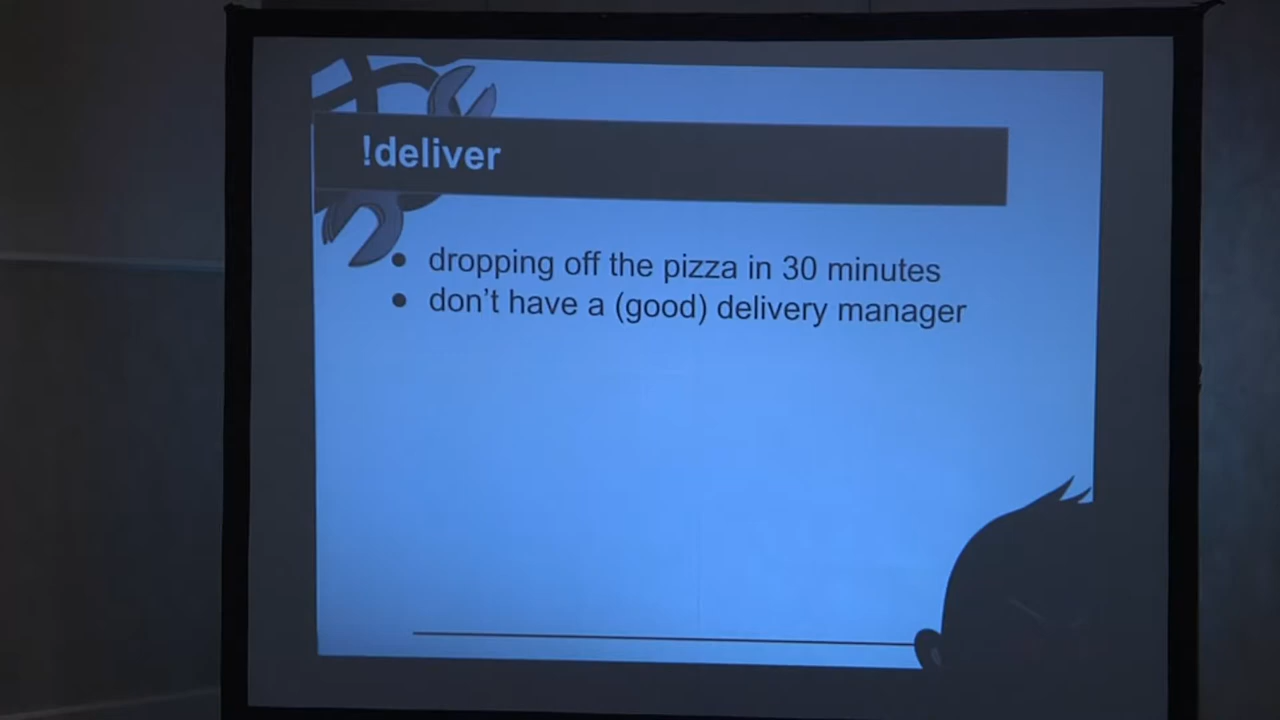 !deliver
• dropping off the pizza in 30 minutes
• don't have a (good) delivery manager